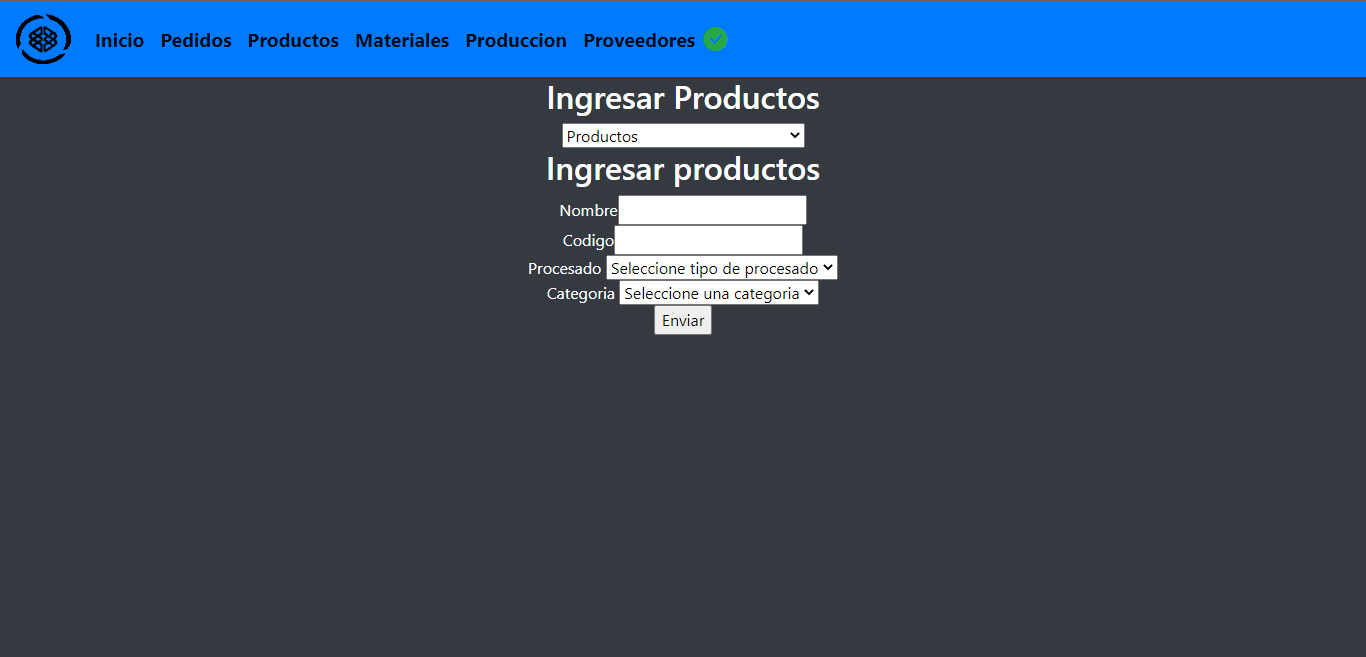 Inicio Pedidos Productos Materiales Produccion Proveedores
Ingresar Productos
Productos
Ingresar productos
Nombre
Codigo
Procesado Seleccione tipo de procesado
Categoria Seleccione una categoria
Enviar